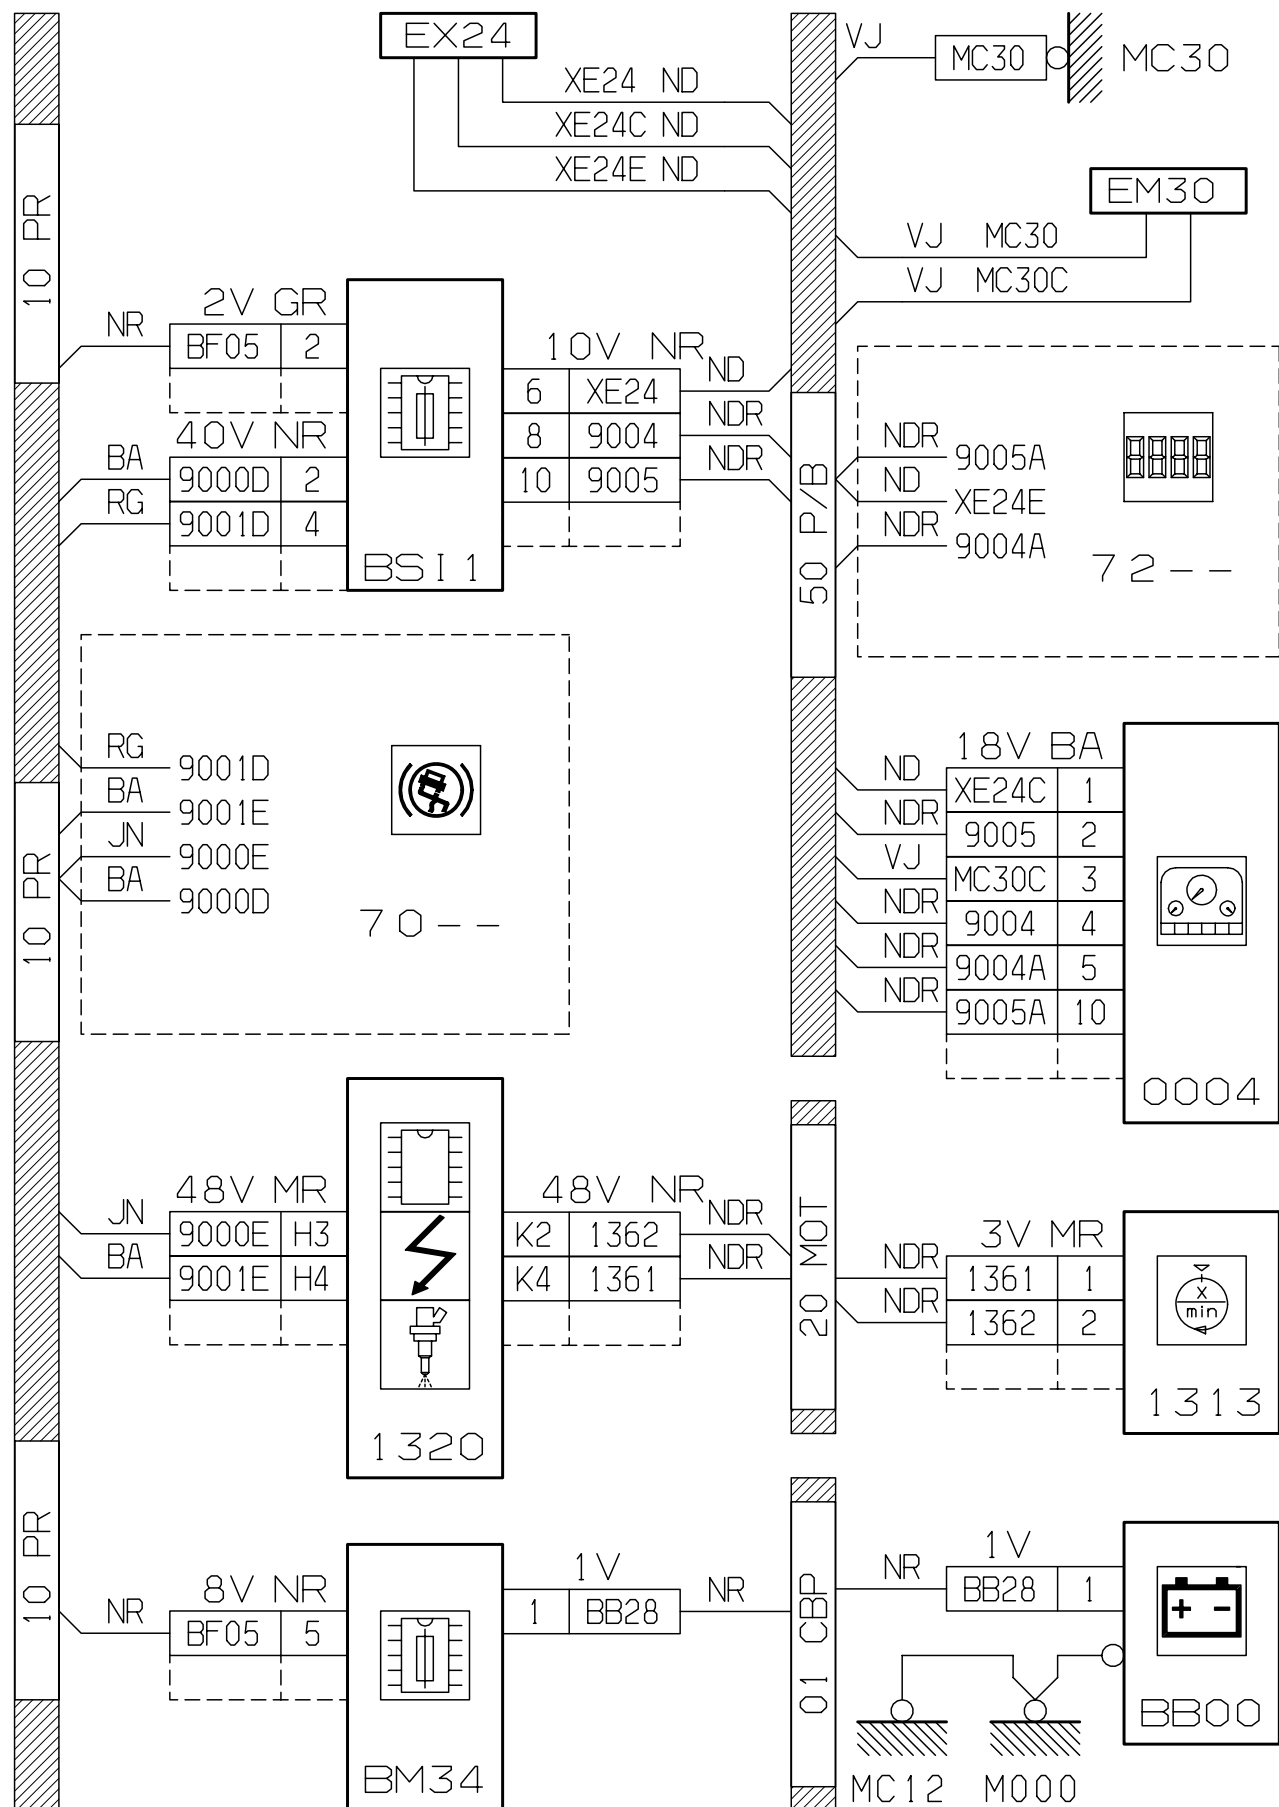 EX24
VJ
MC30
MC30
XE24 ND
XE24C ND
XE24E ND
EM30
10 PR
VJ MC30
VJ MC30C
2V GR
NR
BF05 2
10V NR
ND
6 XE24
NDR
8 9004
NDR
10 9005
40V NR
BA
9000D 2
RG
9001D 4
BSI1
50 P/B
NDR
9005A
ND
XE24E
NDR
9004A
72--
RG
9001D
BA
9001E
JN
9000E
BA
9000D
70--
10 PR
18V BA
ND
XE24C 1
NDR
9005 2
VJ
MC30C 3
NDR
9004 4
NDR
9004A 5
NDR
9005A 10
0004
48V MR
JN
9000E H3
BA
9001E H4
48V NR
NDR
K2 1362
NDR
K4 1361
1320
20 MOT
3V MR
NDR
1361 1
NDR
1362 2
X
min
1313
10 PR
8V NR
NR
BF05 5
1V
1 BB28
NR
BM34
01 CBP
1V
NR
BB28 1
+ -
BB00
MC12
M000